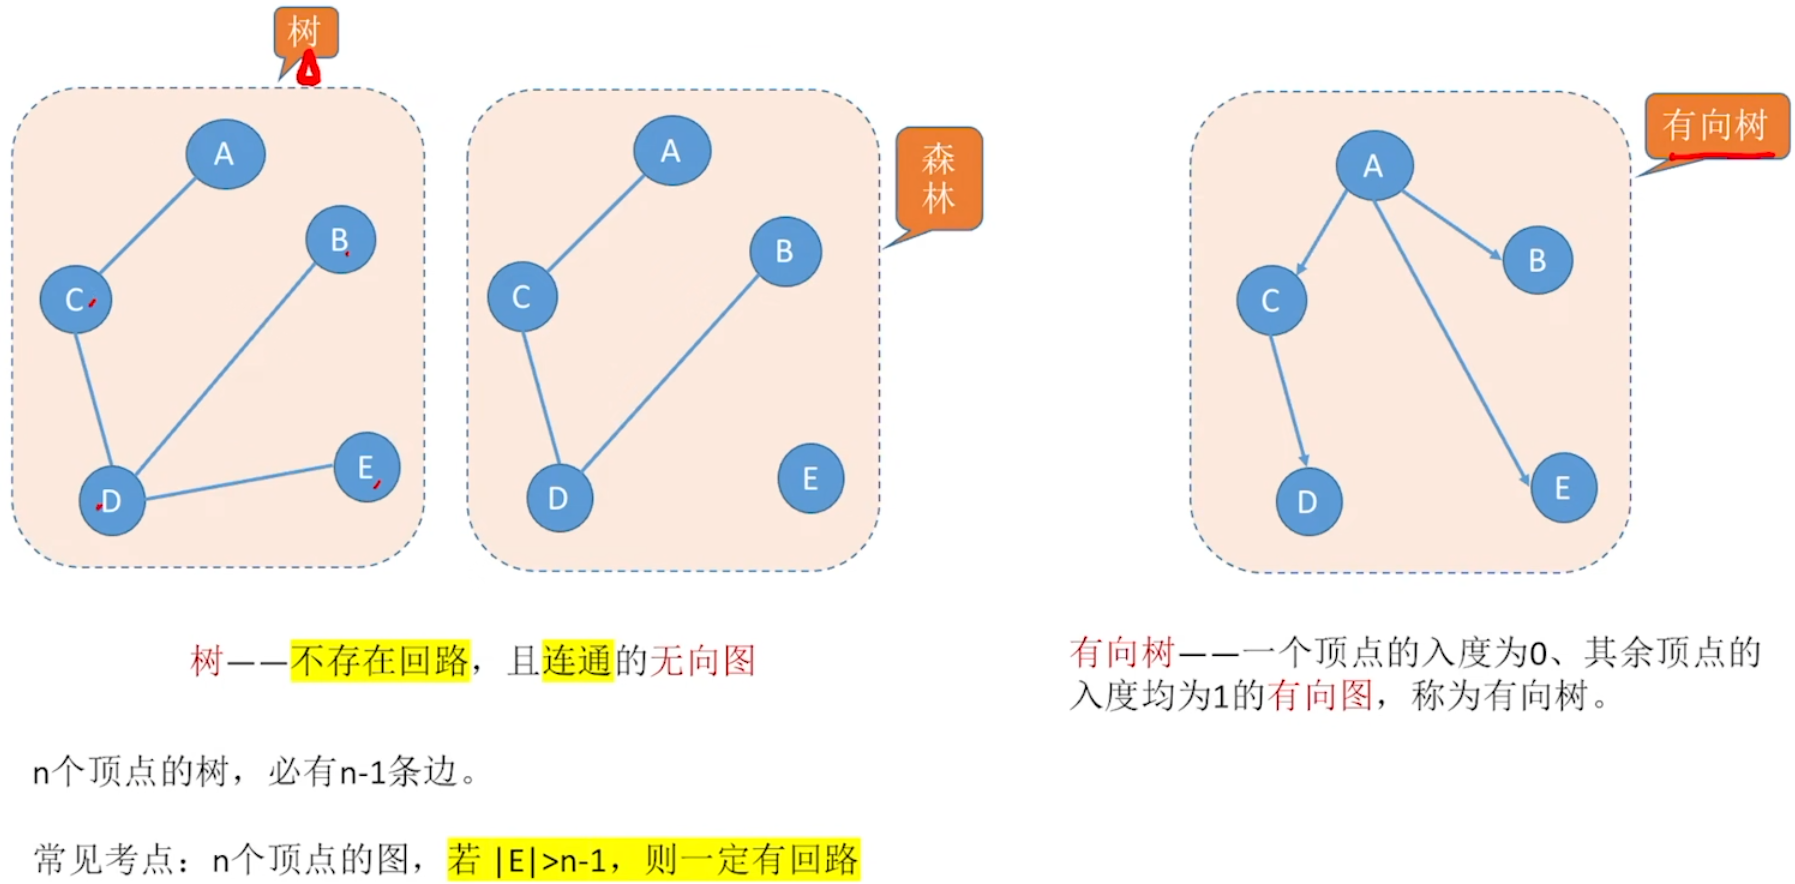 树
A
B
C
D
E
A
B
C
D
E
森
林
有向树
A
B
C
D
E
树——不存在回路，且连通的无向图
n个顶点的树，必有n-1条边。
常见考点：n个顶点的图，若 |E|>n-1，则一定有回路
有向树——一个顶点的入度为0、其余顶点的
入度均为1的有向图，称为有向树。